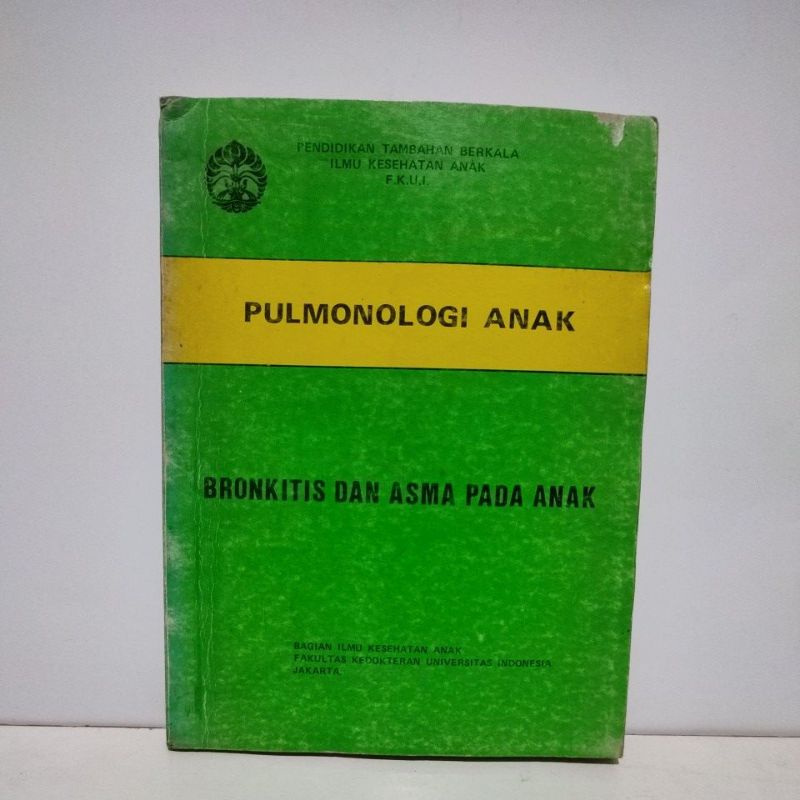 PENDIDIKAN TAMBAHAN BERKALA
ILMU KESEHATAN ANAK
F.K.U.I.
PULMONOLOGI ANAK
BRONKITIS DAN ASMA PADA ANAK
BAGIAN ILMU KESEHATAN ANAK
FAKULTAS KEDOKTERAN UNIVERSITAS INDONESIA
JAKARTA